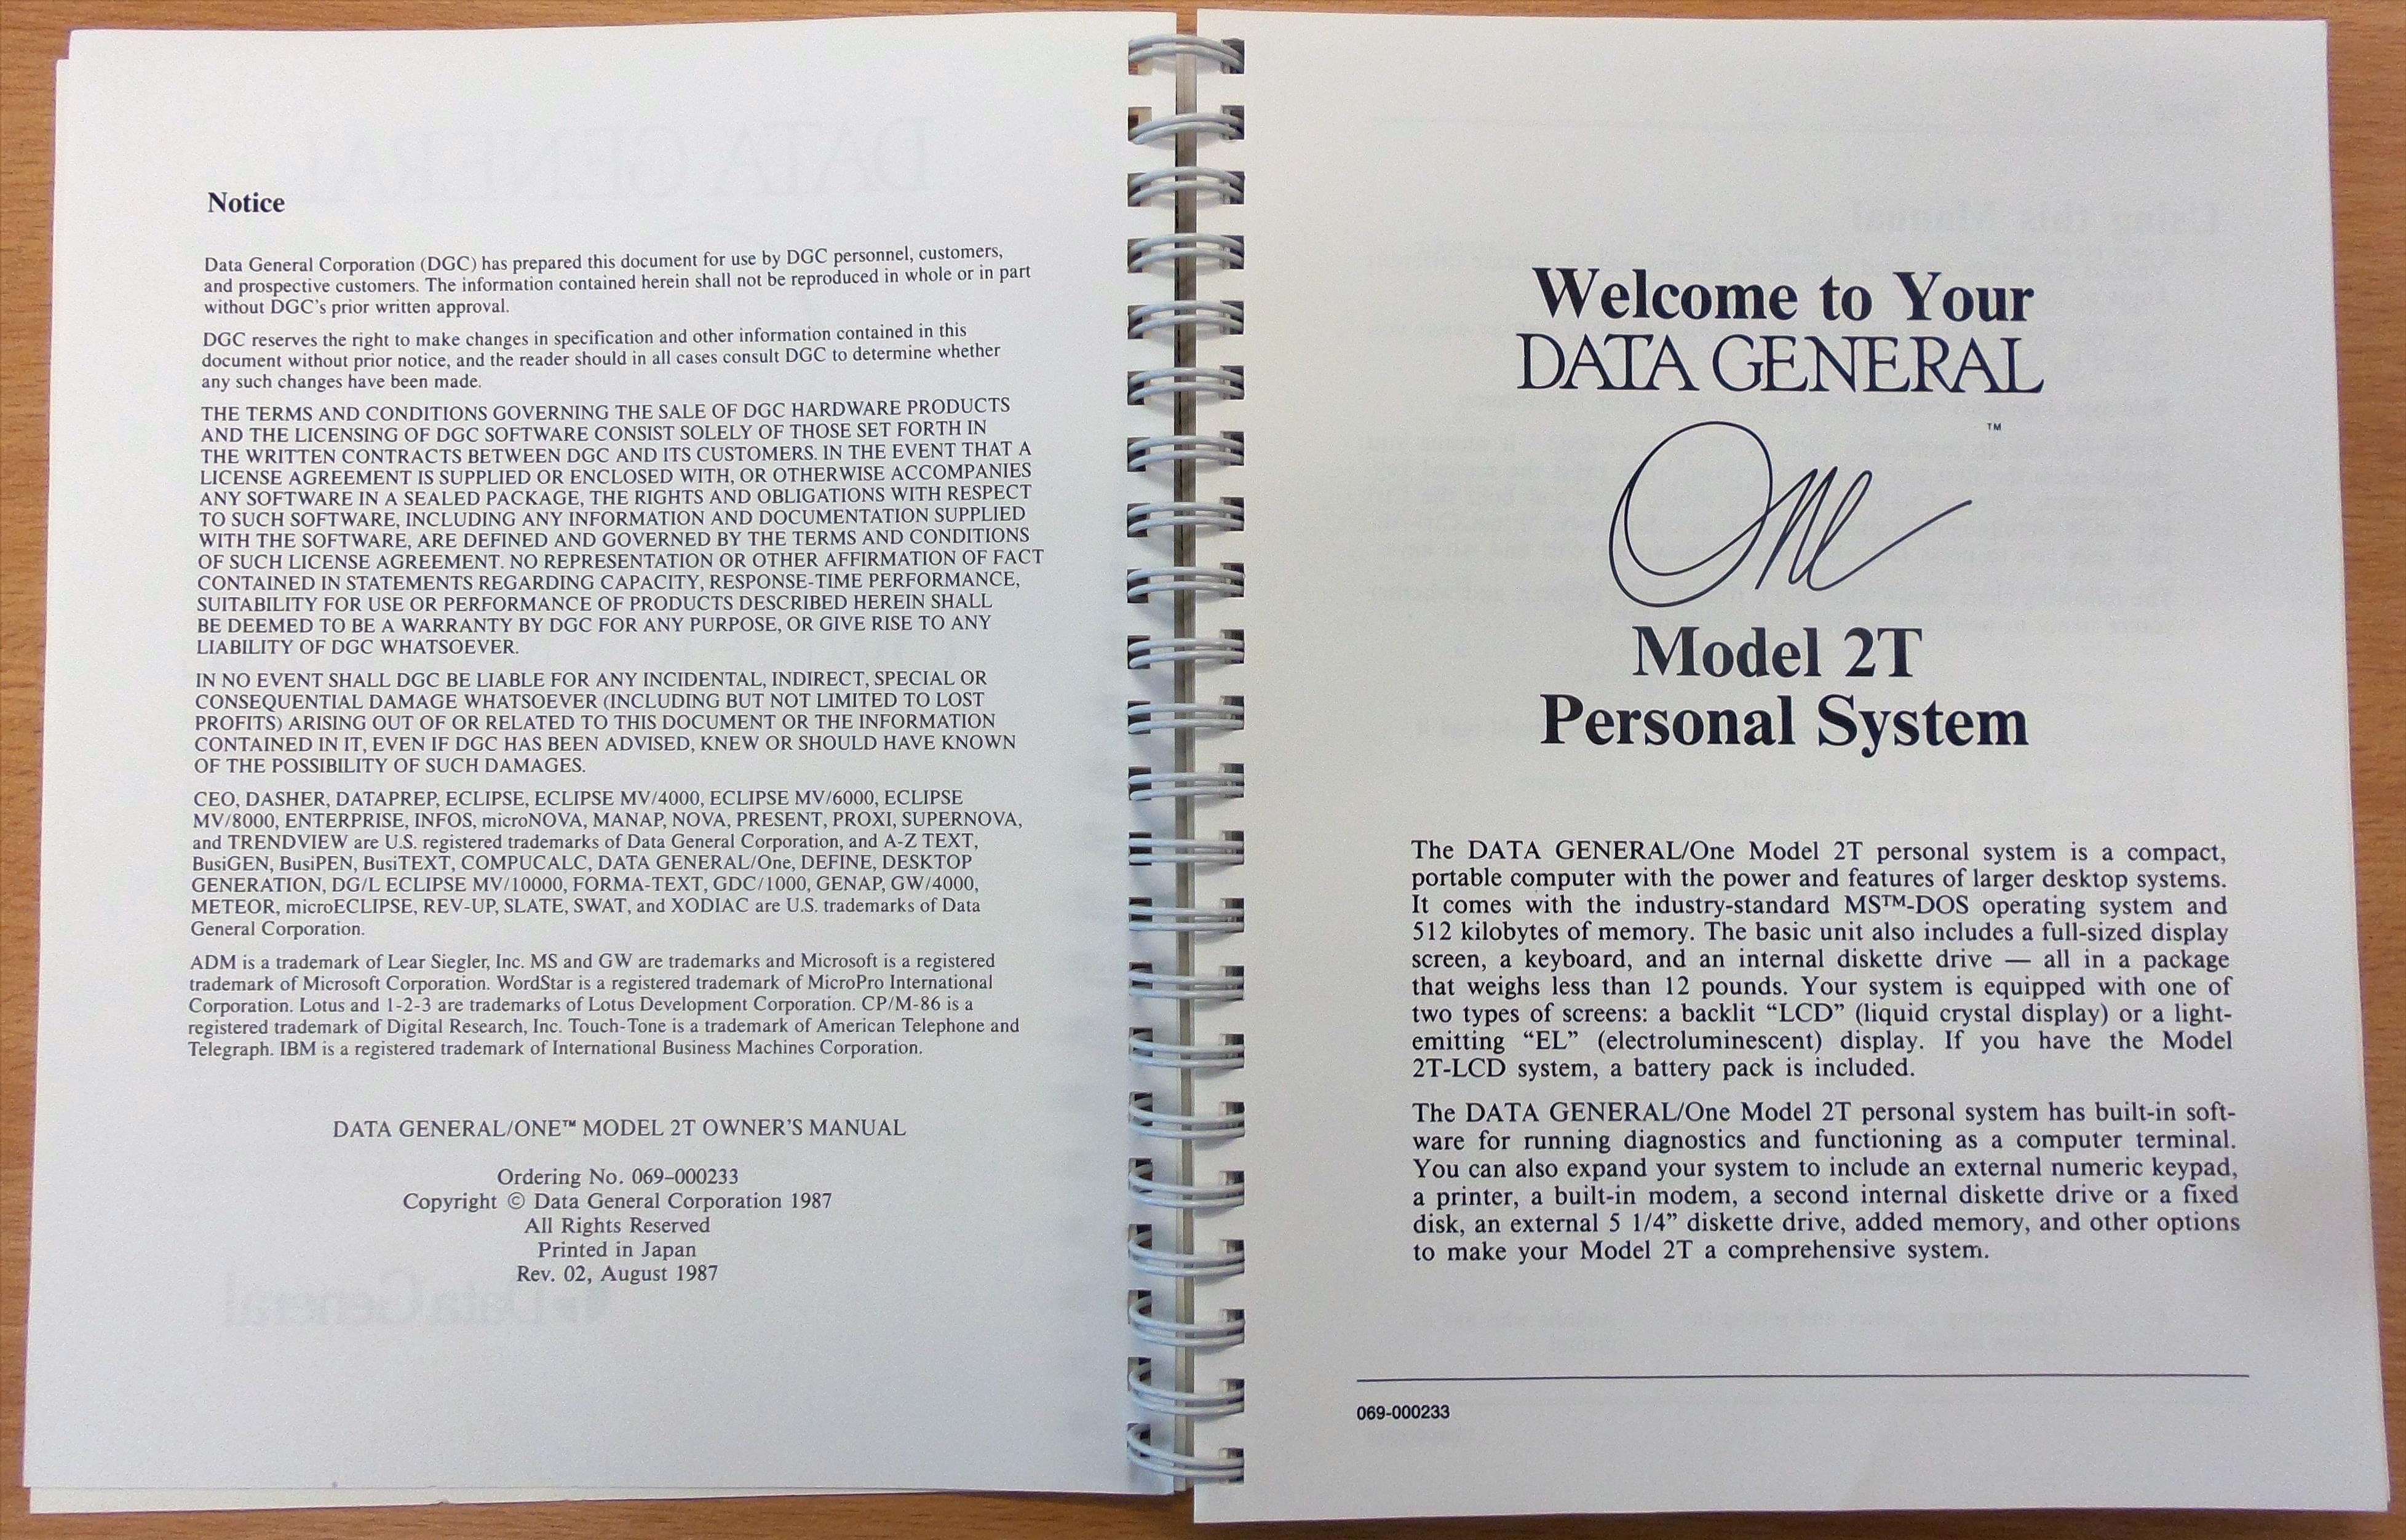 Notice
Data General Corporation (DGC) has prepared this document for use by DGC personnel, customers,
and prospective customers. The information contained herein shall not be reproduced in whole or in part
without DGC's prior written approval.
DGC reserves the right to make changes in specification and other information contained in this
document without prior notice, and the reader should in all cases consult DGC to determine whether
any such changes have been made.
THE TERMS AND CONDITIONS GOVERNING THE SALE OF DGC HARDWARE PRODUCTS
AND THE LICENSING OF DGC SOFTWARE CONSIST SOLELY OF THOSE SET FORTH IN
THE WRITTEN CONTRACTS BETWEEN DGC AND ITS CUSTOMERS. IN THE EVENT THAT A
LICENSE AGREEMENT IS SUPPLIED OR ENCLOSED WITH, OR OTHERWISE ACCOMPANIES
ANY SOFTWARE IN A SEALED PACKAGE, THE RIGHTS AND OBLIGATIONS WITH RESPECT
TO SUCH SOFTWARE, INCLUDING ANY INFORMATION AND DOCUMENTATION SUPPLIED
WITH THE SOFTWARE, ARE DEFINED AND GOVERNED BY THE TERMS AND CONDITIONS
OF SUCH LICENSE AGREEMENT. NO REPRESENTATION OR OTHER AFFIRMATION OF FACT
CONTAINED IN STATEMENTS REGARDING CAPACITY, RESPONSE-TIME PERFORMANCE,
SUITABILITY FOR USE OR PERFORMANCE OF PRODUCTS DESCRIBED HEREIN SHALL
BE DEEMED TO BE A WARRANTY BY DGC FOR ANY PURPOSE, OR GIVE RISE TO ANY
LIABILITY OF DGC WHATSOEVER.
IN NO EVENT SHALL DGC BE LIABLE FOR ANY INCIDENTAL, INDIRECT, SPECIAL OR
CONSEQUENTIAL DAMAGE WHATSOEVER (INCLUDING BUT NOT LIMITED TO LOST
PROFITS) ARISING OUT OF OR RELATED TO THIS DOCUMENT OR THE INFORMATION
CONTAINED IN IT, EVEN IF DGC HAS BEEN ADVISED, KNEW OR SHOULD HAVE KNOWN
OF THE POSSIBILITY OF SUCH DAMAGES.
CEO, DASHER, DATAPREP, ECLIPSE, ECLIPSE MV/4000, ECLIPSE MV/6000, ECLIPSE
MV/8000, ENTERPRISE, INFOS, microNOVA, MANAP, NOVA, PRESENT, PROXI, SUPERNOVA,
and TRENDVIEW are U.S. registered trademarks of Data General Corporation, and A-Z TEXT,
BusiGEN, BusiPEN, BusiTEXT, COMPUCALC, DATA GENERAL/One, DEFINE, DESKTOP
GENERATION, DG/L ECLIPSE MV/10000, FORMA-TEXT, GDC/1000, GENAP, GW/4000,
METEOR, microECLIPSE, REV-UP, SLATE, SWAT, and XODIAC are U.S. trademarks of Data
General Corporation.
ADM is a trademark of Lear Siegler, Inc. MS and GW are trademarks and Microsoft is a registered
trademark of Microsoft Corporation. WordStar is a registered trademark of MicroPro International
Corporation. Lotus and 1-2-3 are trademarks of Lotus Development Corporation. CP/M-86 is a
registered trademark of Digital Research, Inc. Touch-Tone is a trademark of American Telephone and
Telegraph. IBM is a registered trademark of International Business Machines Corporation.
DATA GENERAL/ONE™ MODEL 2T OWNER'S MANUAL
Ordering No. 069-000233
Copyright © Data General Corporation 1987
All Rights Reserved
Printed in Japan
Rev. 02, August 1987
Welcome to Your
DATA GENERAL
One™
Model 2T
Personal System
The DATA GENERAL/One Model 2T personal system is a compact,
portable computer with the power and features of larger desktop systems.
It comes with the industry-standard MS™-DOS operating system and
512 kilobytes of memory. The basic unit also includes a full-sized display
screen, a keyboard, and an internal diskette drive — all in a package
that weighs less than 12 pounds. Your system is equipped with one of
two types of screens: a backlit “LCD” (liquid crystal display) or a light-
emitting “EL” (electroluminescent) display. If you have the Model
2T-LCD system, a battery pack is included.
The DATA GENERAL/One Model 2T personal system has built-in soft-
ware for running diagnostics and functioning as a computer terminal.
You can also expand your system to include an external numeric keypad,
a printer, a built-in modem, a second internal diskette drive or a fixed
disk, an external 5 1/4” diskette drive, added memory, and other options
to make your Model 2T a comprehensive system.
069-000233